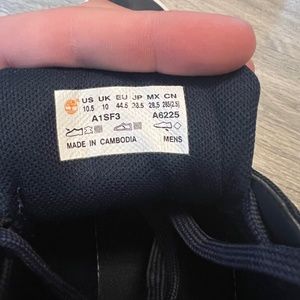 US UK EU JP MX CN
10.5 10 44.5 28.5 28.5 285(2.5)
A1SF3 A6225
MADE IN CAMBODIA MENS